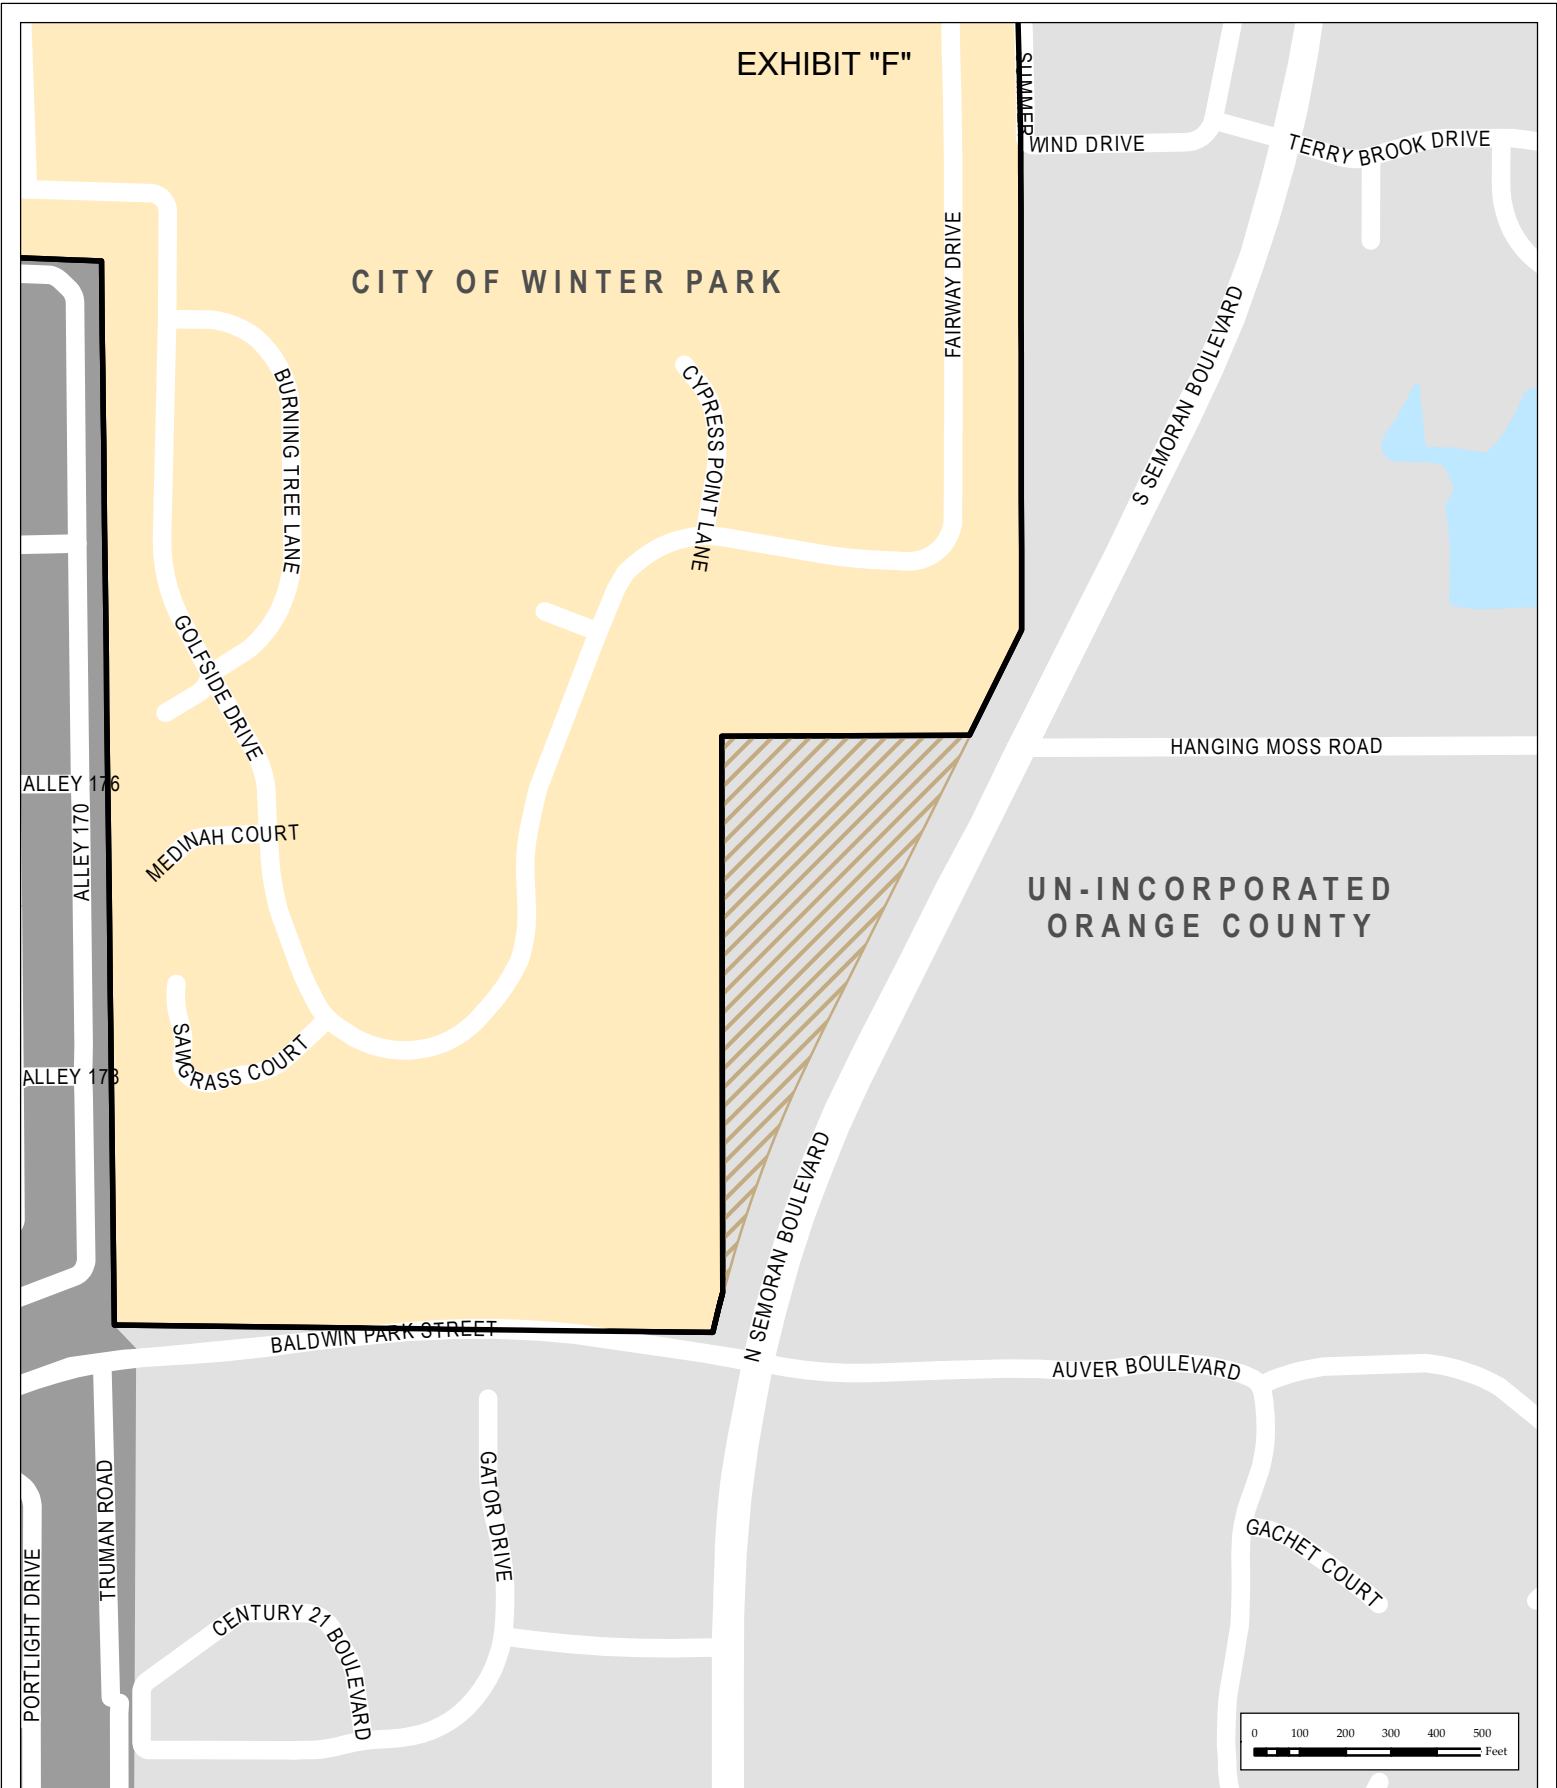 EXHIBIT "F"
SUMMER
WIND DRIVE
TERRY BROOK DRIVE
FAIRWAY DRIVE
CITY OF WINTER PARK
S SEMORAN BOULEVARD
BURNING TREE LANE
CYPRESS POINT LANE
GOLFSIDE DRIVE
HANGING MOSS ROAD
ALLEY 176
ALLEY 170
MEDINAH COURT
UN-INCORPORATED
ORANGE COUNTY
SAWGRASS COURT
ALLEY 173
N SEMORAN BOULEVARD
BALDWIN PARK STREET
AUVER BOULEVARD
GATOR DRIVE
TRUMAN ROAD
GACHET COURT
PORTLIGHT DRIVE
CENTURY 21 BOULEVARD
0 100 200 300 400 500
Feet